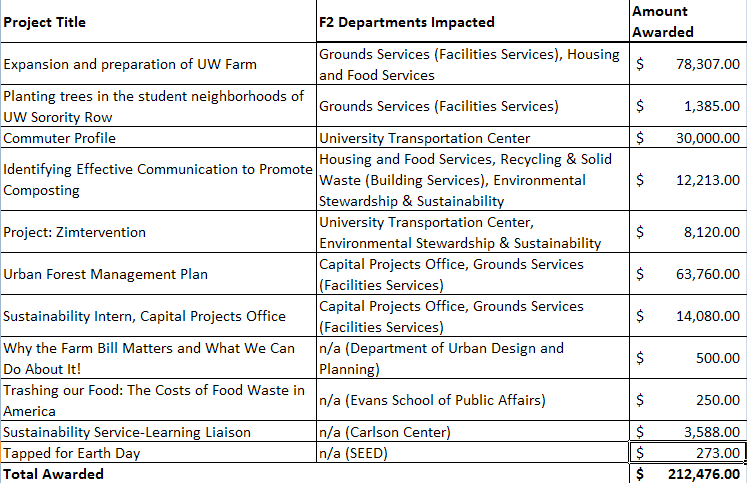 Project Title F2 Departments Impacted Amount Awarded
Expansion and preparation of UW Farm Grounds Services (Facilities Services), Housing and Food Services $ 78,307.00
Planting trees in the student neighborhoods of UW Sorority Row Grounds Services (Facilities Services) $ 1,385.00
Commuter Profile University Transportation Center $ 30,000.00
Identifying Effective Communication to Promote Composting Housing and Food Services, Recycling & Solid Waste (Building Services), Environmental Stewardship & Sustainability $ 12,213.00
Project: Zimtervention University Transportation Center, Environmental Stewardship & Sustainability $ 8,120.00
Urban Forest Management Plan Capital Projects Office, Grounds Services (Facilities Services) $ 63,760.00
Sustainability Intern, Capital Projects Office Capital Projects Office, Grounds Services (Facilities Services) $ 14,080.00
Why the Farm Bill Matters and What We Can Do About It! n/a (Department of Urban Design and Planning) $ 500.00
Trashing our Food: The Costs of Food Waste in America n/a (Evans School of Public Affairs) $ 250.00
Sustainability Service-Learning Liaison n/a (Carlson Center) $ 3,588.00
Tapped for Earth Day n/a (SEED) $ 273.00
Total Awarded $ 212,476.00